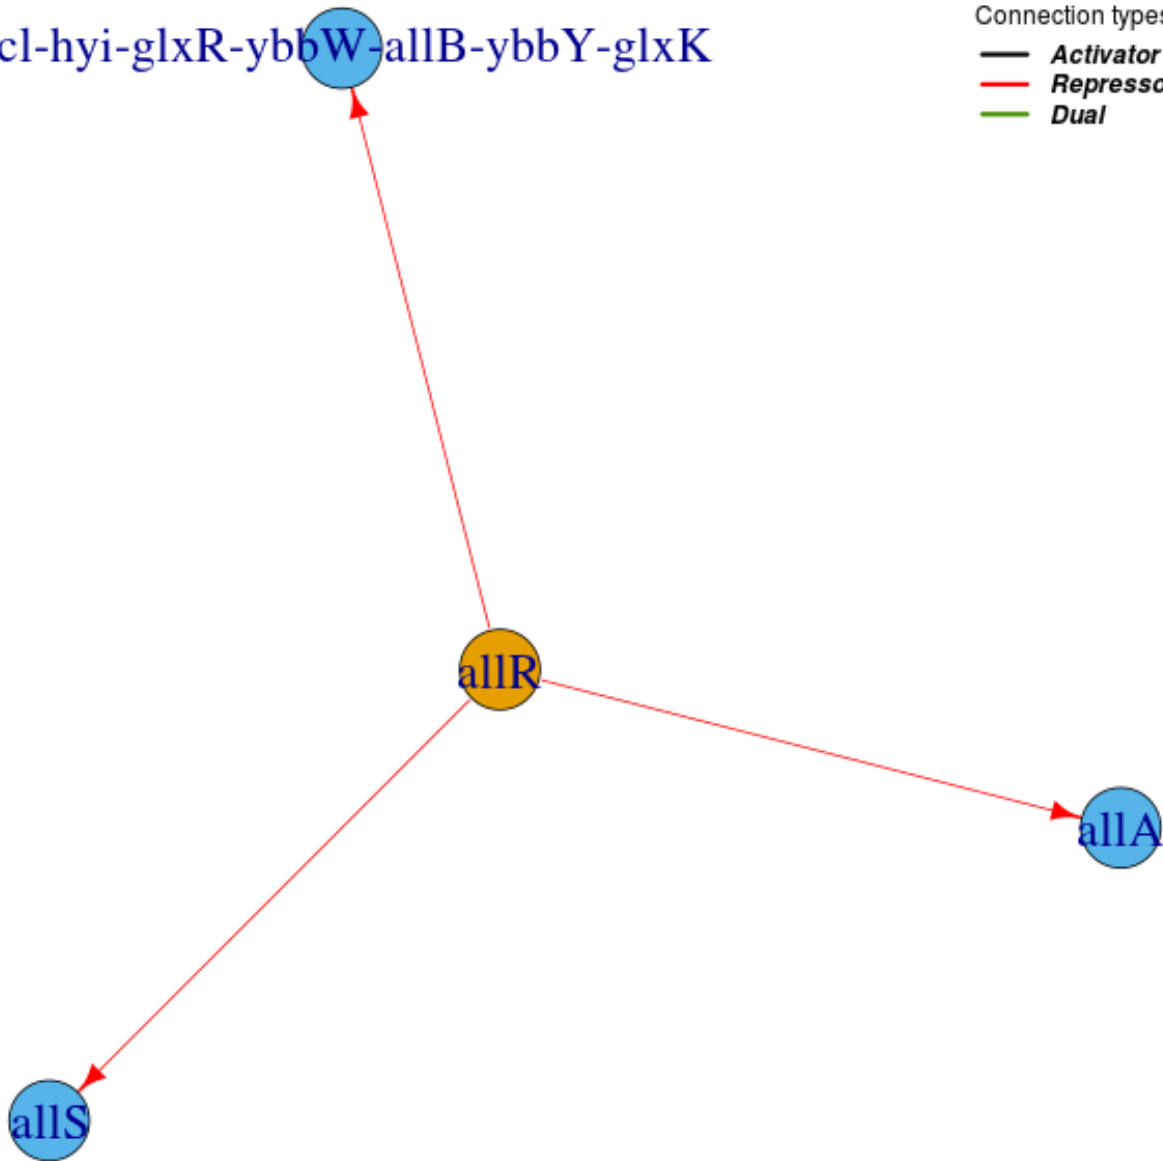 cl-hyi-glxR-ybbW-allB-ybbY-glxK
Connection types
Activator
Represso
Dual
allR
allA
allS